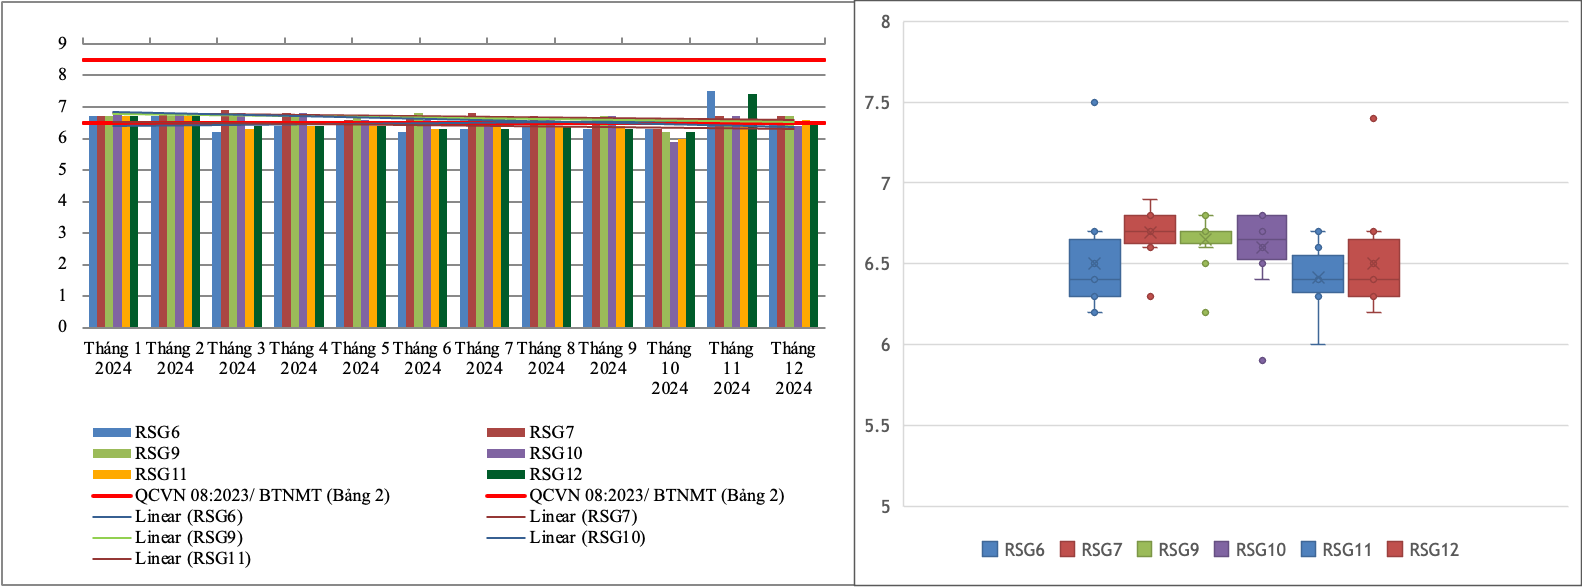 9
8
7
6
5
4
3
2
1
0
Tháng 1 Tháng 2 Tháng 3 Tháng 4 Tháng 5 Tháng 6 Tháng 7 Tháng 8 Tháng 9 Tháng Tháng Tháng
2024 2024 2024 2024 2024 2024 2024 2024 2024 10 11 12
2024 2024 2024
RSG6 RSG7
RSG9 RSG10
RSG11 RSG12
QCVN 08:2023/ BTNMT (Bảng 2) QCVN 08:2023/ BTNMT (Bảng 2)
Linear (RSG6) Linear (RSG7)
Linear (RSG9) Linear (RSG10)
Linear (RSG11)
8
7.5
7
6.5
6
5.5
5
RSG6 RSG7 RSG9 RSG10 RSG11 RSG12